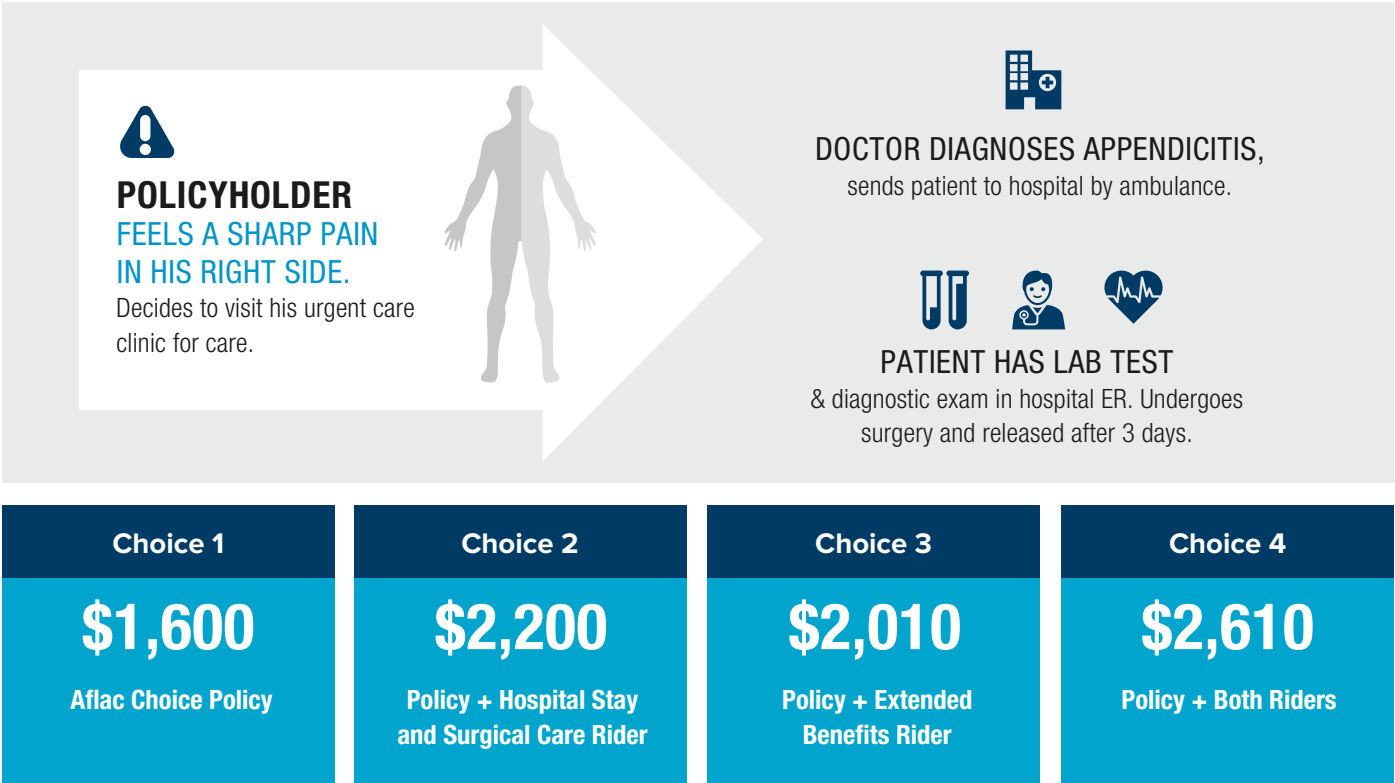 POLICYHOLDER
FEELS A SHARP PAIN
IN HIS RIGHT SIDE.
Decides to visit his urgent care
clinic for care.
DOCTOR DIAGNOSES APPENDICITIS,
sends patient to hospital by ambulance.
PATIENT HAS LAB TEST
& diagnostic exam in hospital ER. Undergoes
surgery and released after 3 days.
Choice 1
$1,600
Aflac Choice Policy
Choice 2
$2,200
Policy + Hospital Stay
and Surgical Care Rider
Choice 3
$2,010
Policy + Extended
Benefits Rider
Choice 4
$2,610
Policy + Both Riders